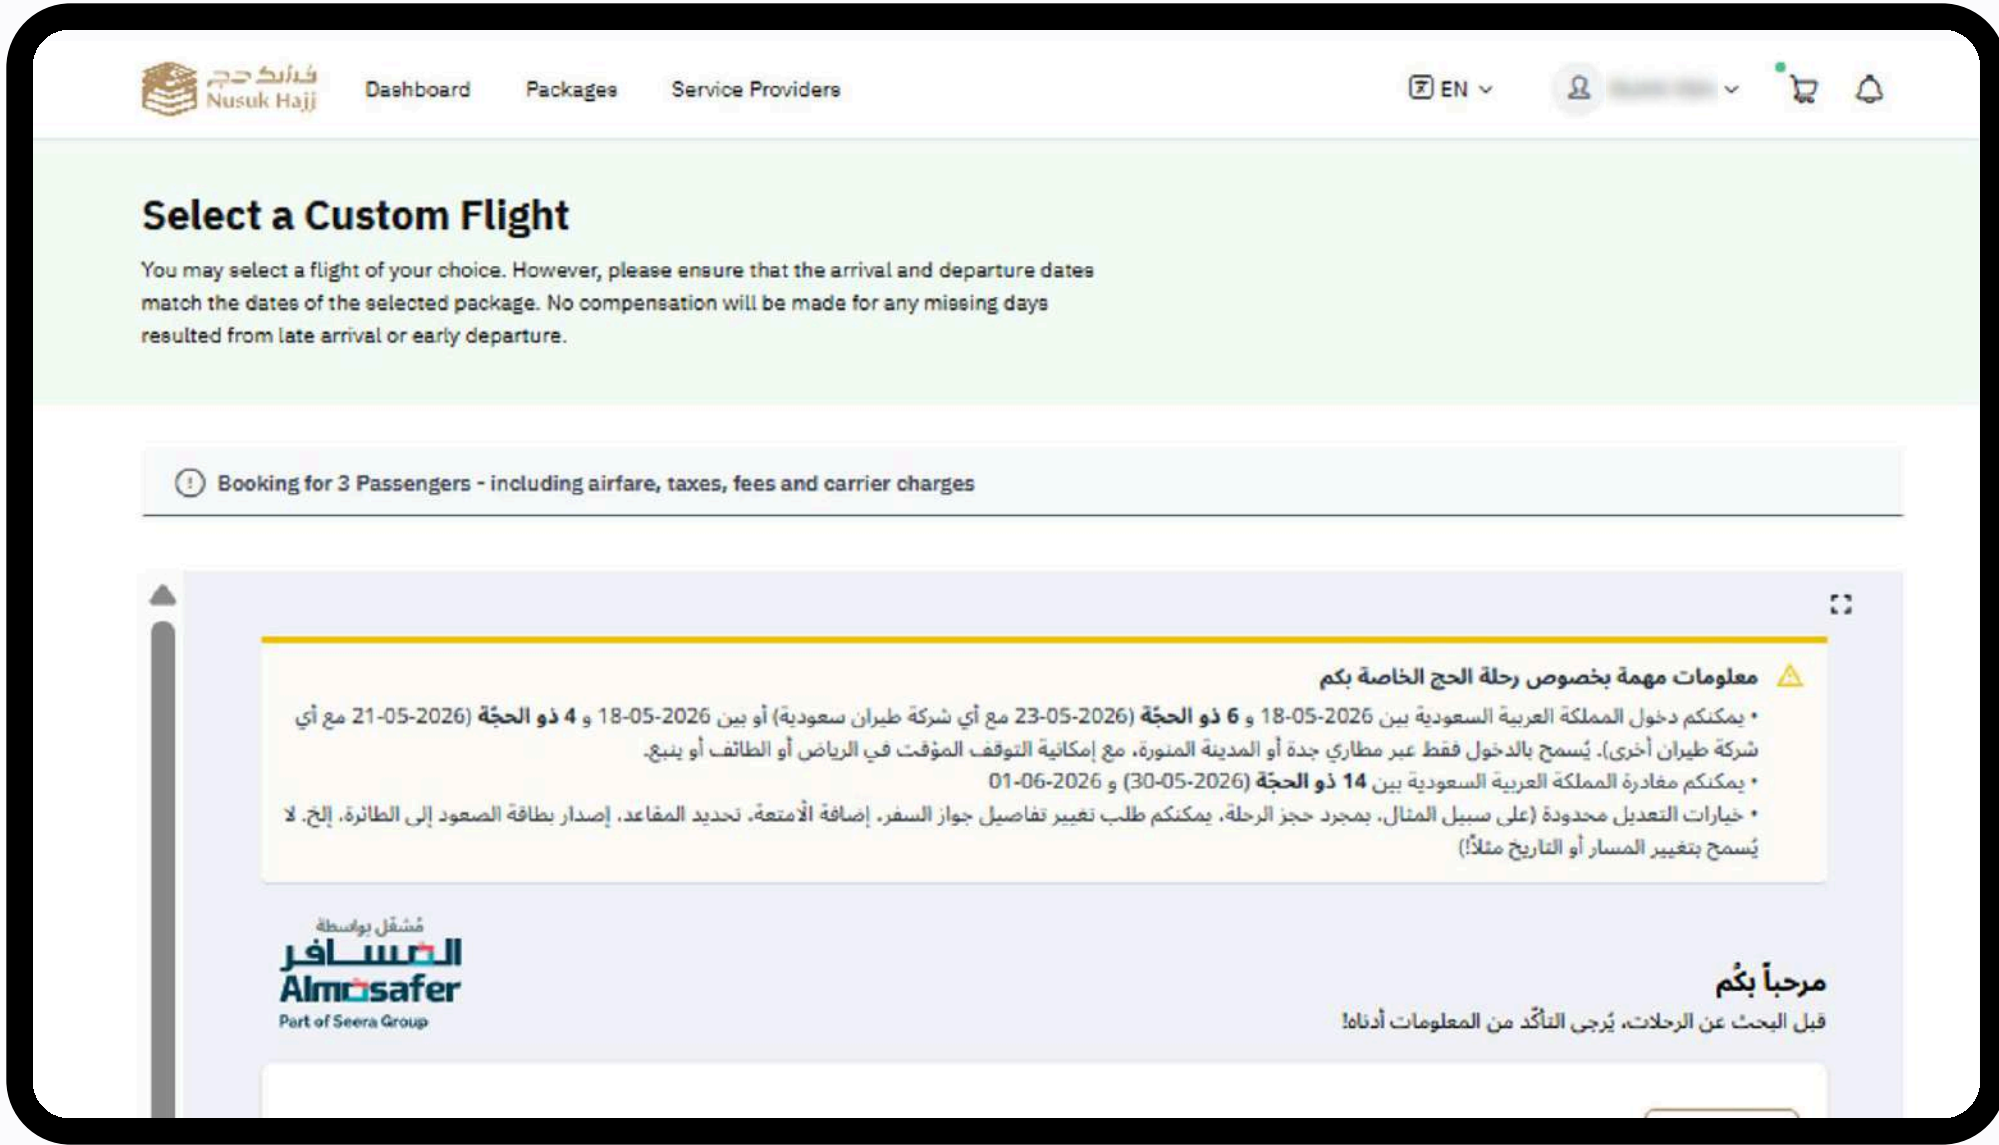 نسك حج
Nusuk Hajj
Dashboard
Packages
Service Providers
EN
Select a Custom Flight
You may select a flight of your choice. However, please ensure that the arrival and departure dates
match the dates of the selected package. No compensation will be made for any missing days
resulted from late arrival or early departure.
Booking for 3 Passengers - including airfare, taxes, fees and carrier charges
معلومات مهمة بخصوص رحلة الحج الخاصة بكم
• يمكنكم دخول المملكة العربية السعودية بين 2026-05-18 و 6 ذو الحجّة (2026-05-23 مع أي شركة طيران سعودية) أو بين 2026-05-18 و 4 ذو الحجّة (2026-05-21 مع أي
شركة طيران أخرى). يُسمح بالدخول فقط عبر مطاري جدة أو المدينة المنورة، مع إمكانية التوقف المؤقت في الرياض أو الطائف أو ينبع.
• يمكنكم مغادرة المملكة العربية السعودية بين 14 ذو الحجّة (2026-05-30) و 2026-06-01
• خيارات التعديل محدودة (على سبيل المثال، بمجرد حجز الرحلة، يمكنكم طلب تغيير تفاصيل جواز السفر، إضافة الأمتعة، تحديد المقاعد، إصدار بطاقة الصعود إلى الطائرة، إلخ. لا
يُسمح بتغيير المسار أو التاريخ مثلاً!)
مُشغّل بواسطة
المسافر
Almosafer
Part of Seera Group
مرحباً بكُم
قبل البحث عن الرحلات، يُرجى التأكّد من المعلومات أدناه!